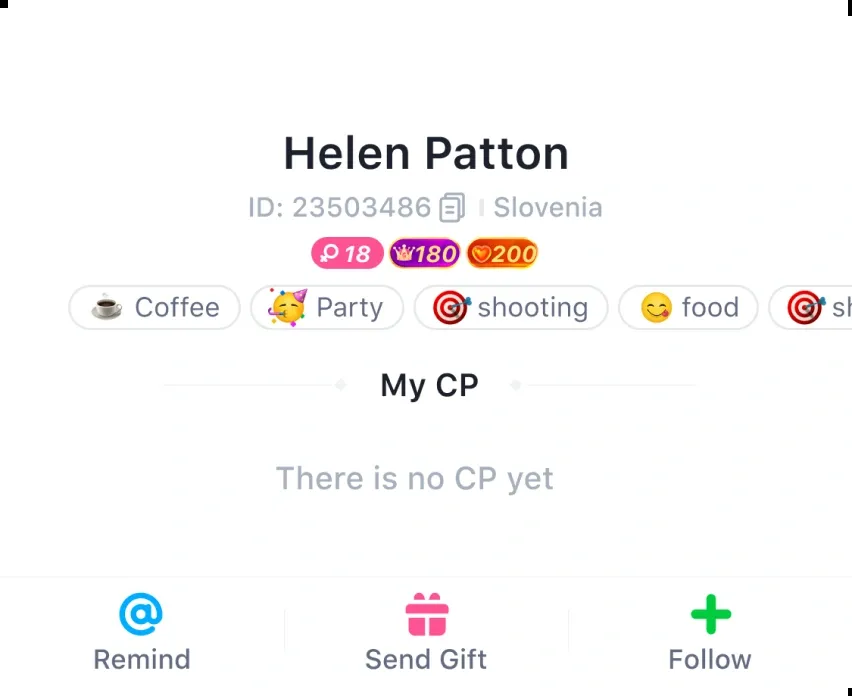 Helen Patton
ID: 23503486 Slovenia
18 180 200
Coffee Party shooting food
My CP
There is no CP yet
Remind Send Gift Follow